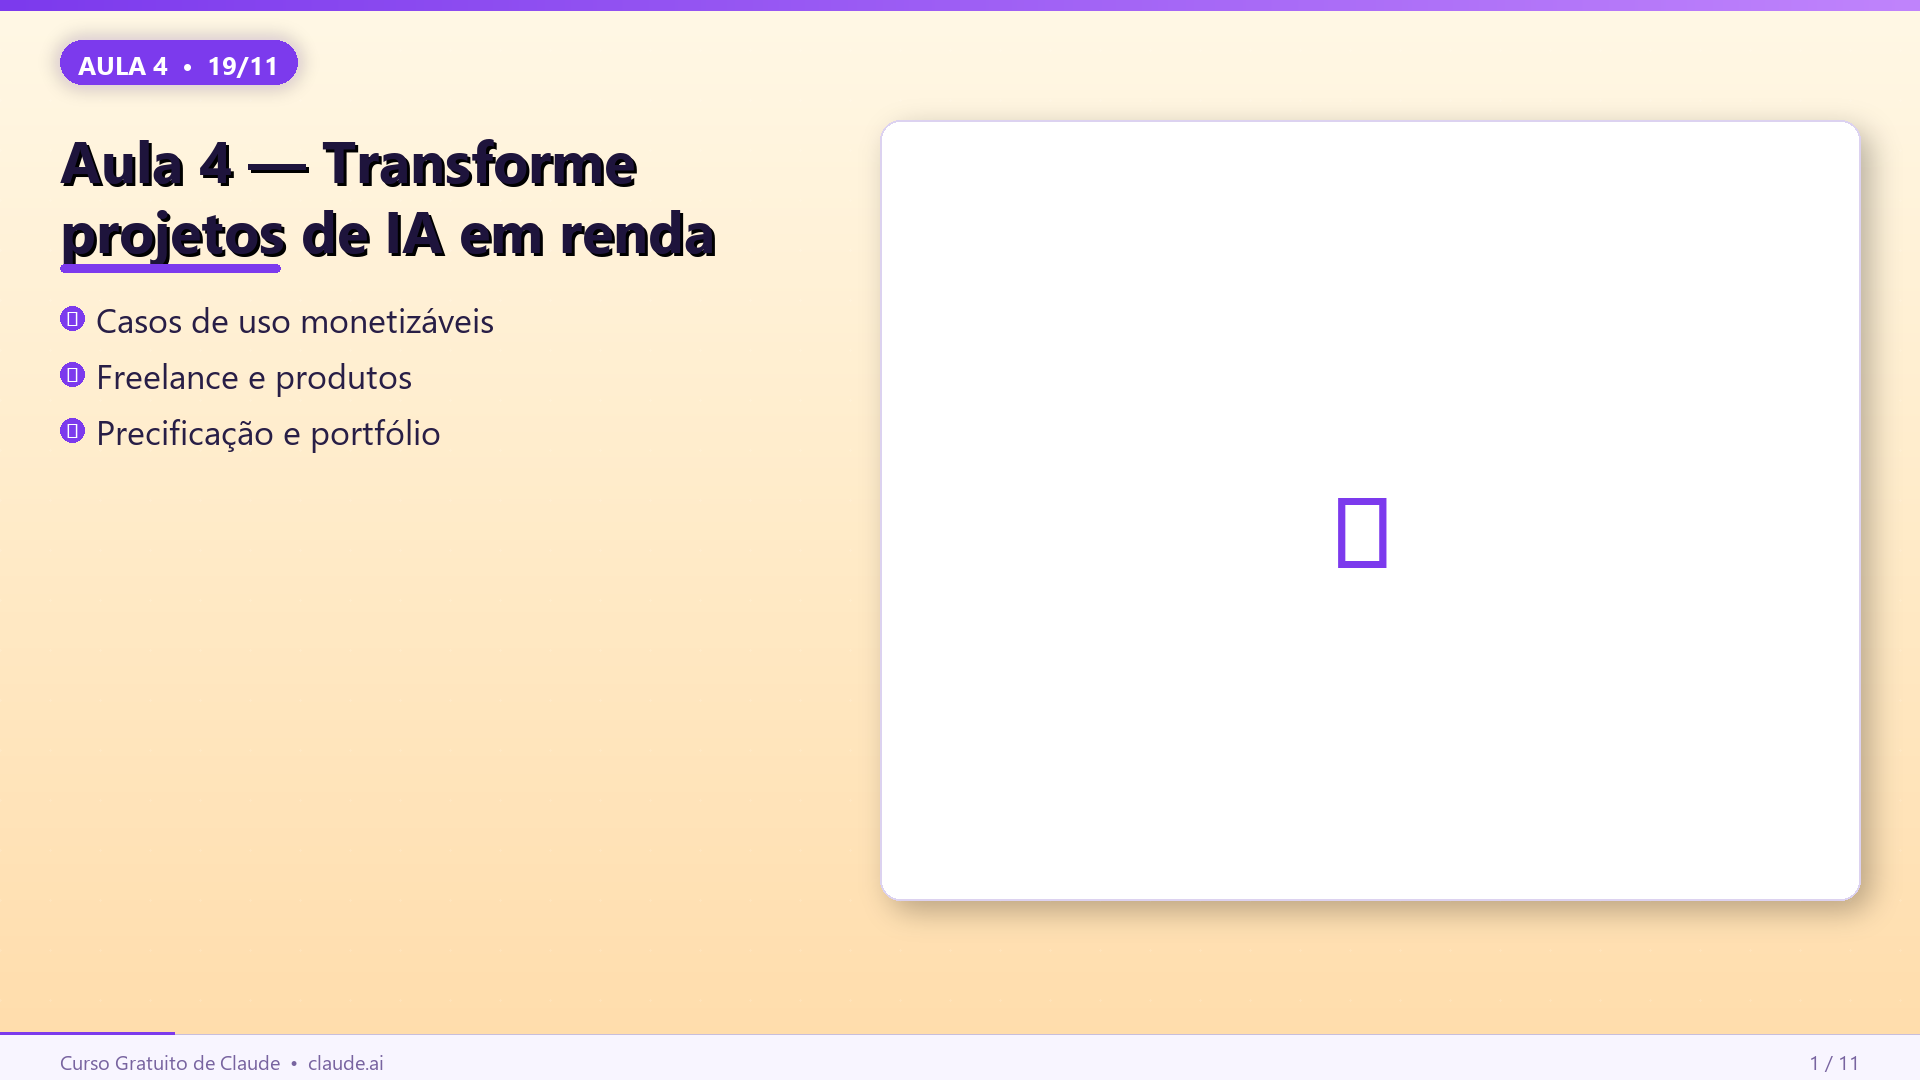 AULA 4 • 19/11
Aula 4 — Transforme
projetos de IA em renda
Casos de uso monetizáveis
Freelance e produtos
Precificação e portfólio
Curso Gratuito de Claude • claude.ai
1 / 11